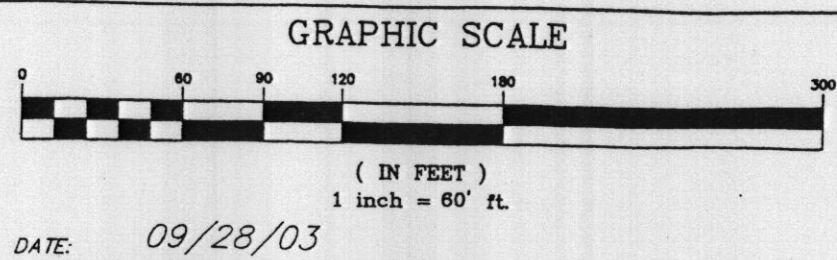 GRAPHIC SCALE
0 60 90 120 180 300
( IN FEET )
1 inch = 60' ft.
DATE: 09/28/03